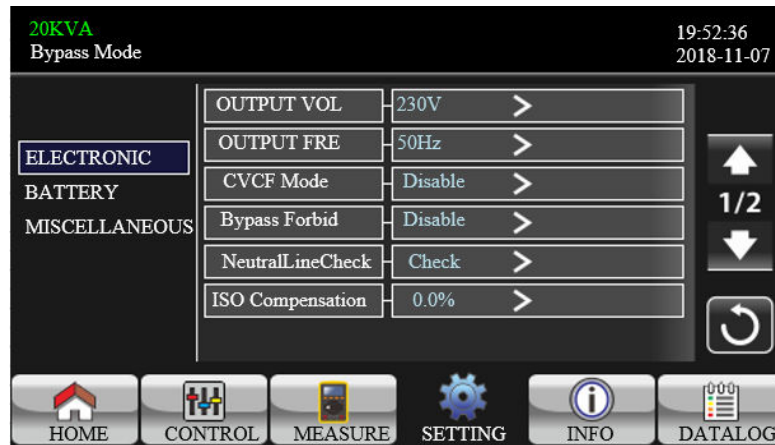 20KVA
Bypass Mode
19:52:36
2018-11-07
ELECTRONIC
BATTERY
MISCELLANEOUS
OUTPUT VOL 230V
OUTPUT FRE 50Hz
CVCF Mode Disable
Bypass Forbid Disable
NeutralLineCheck Check
ISO Compensation 0.0%
1/2
HOME CONTROL MEASURE SETTING INFO DATALOG